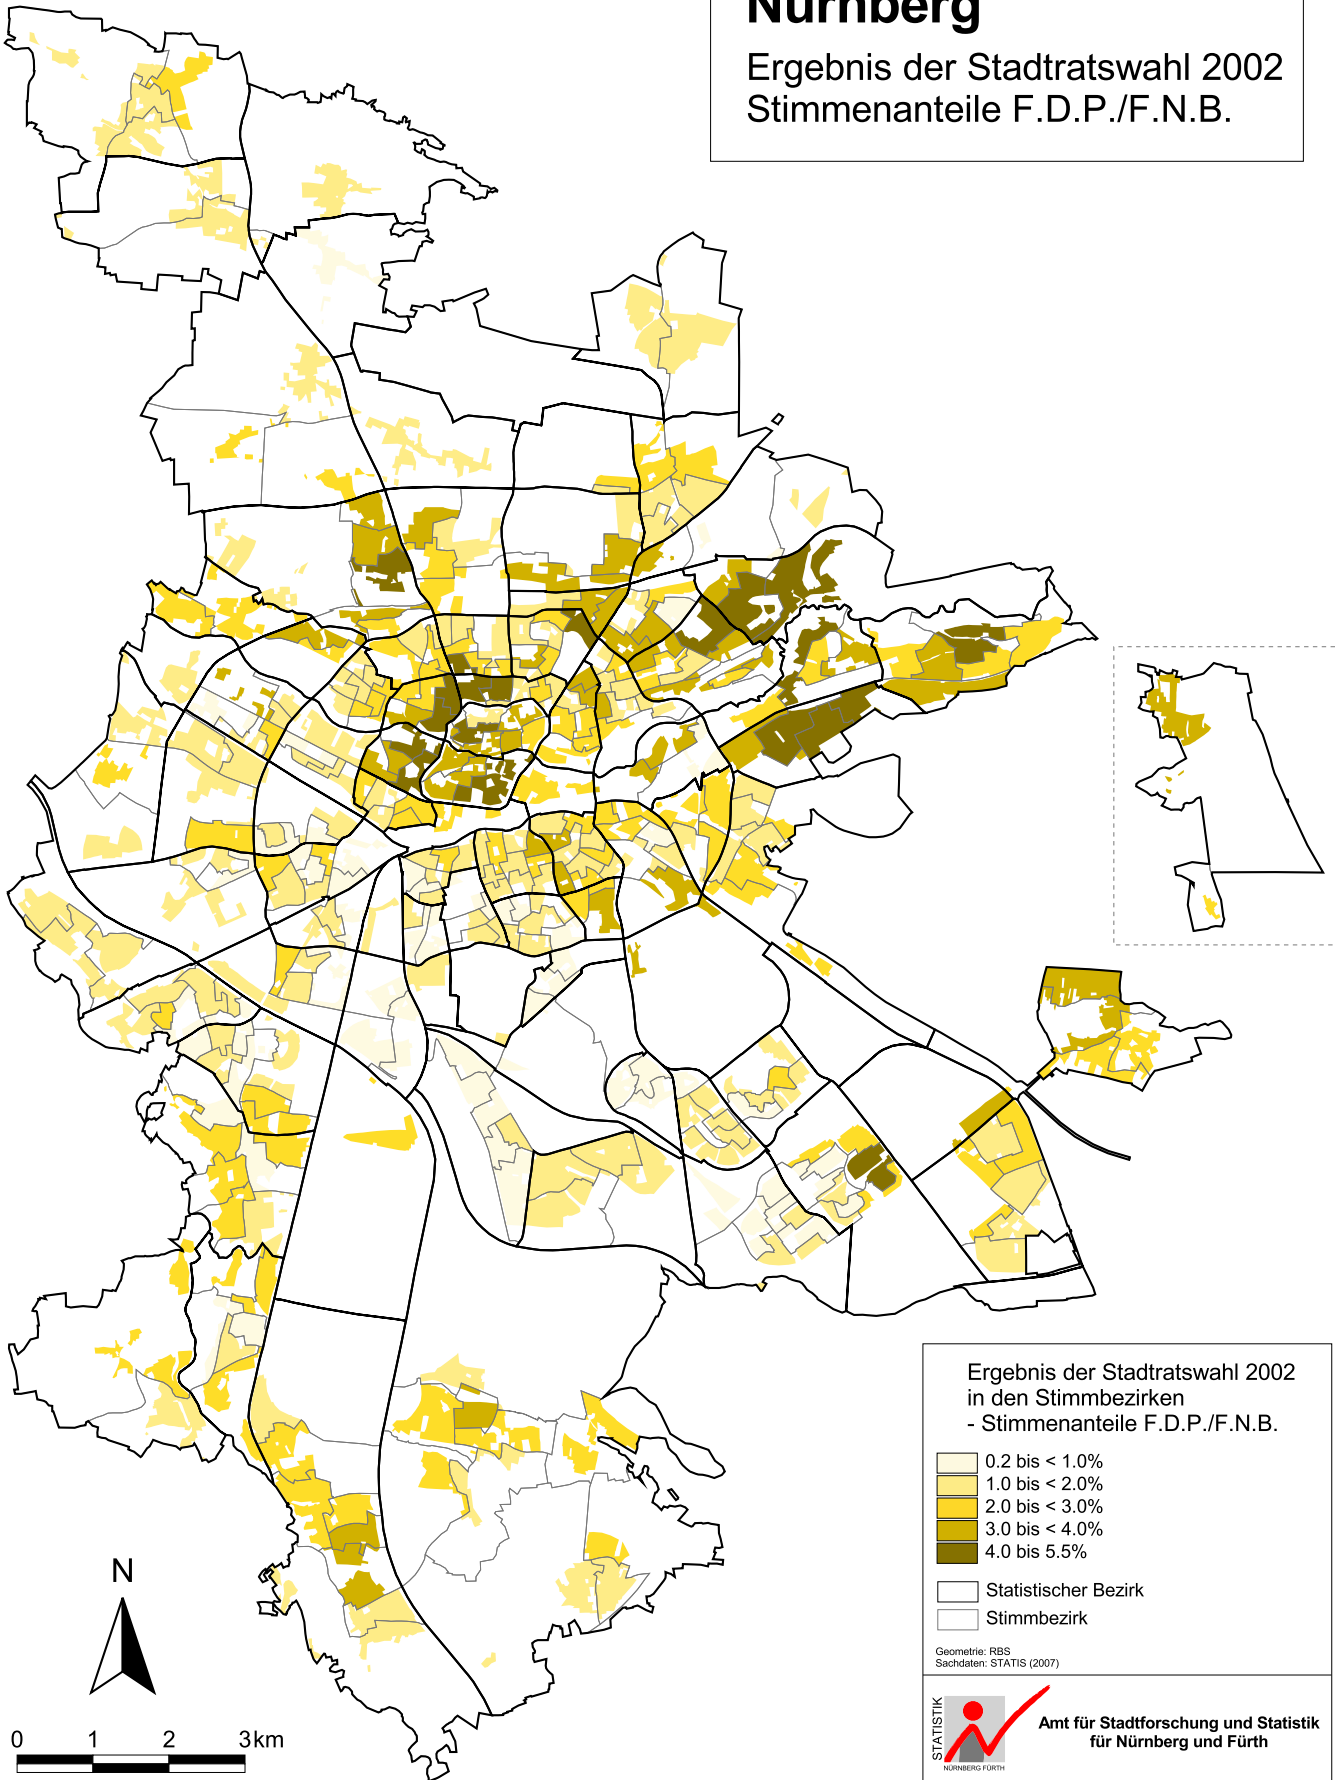 Nürnberg
Ergebnis der Stadtratswahl 2002
Stimmenanteile F.D.P./F.N.B.
Ergebnis der Stadtratswahl 2002
in den Stimmbezirken
- Stimmenanteile F.D.P./F.N.B.
0.2 bis < 1.0%
1.0 bis < 2.0%
2.0 bis < 3.0%
3.0 bis < 4.0%
4.0 bis 5.5%
Statistischer Bezirk
Stimmbezirk
Geometrie: RBS
Sachdaten: STATIS (2007)
STATISTIK
NÜRNBERG FÜRTH
Amt für Stadtforschung und Statistik
für Nürnberg und Fürth
N
0 1 2 3km